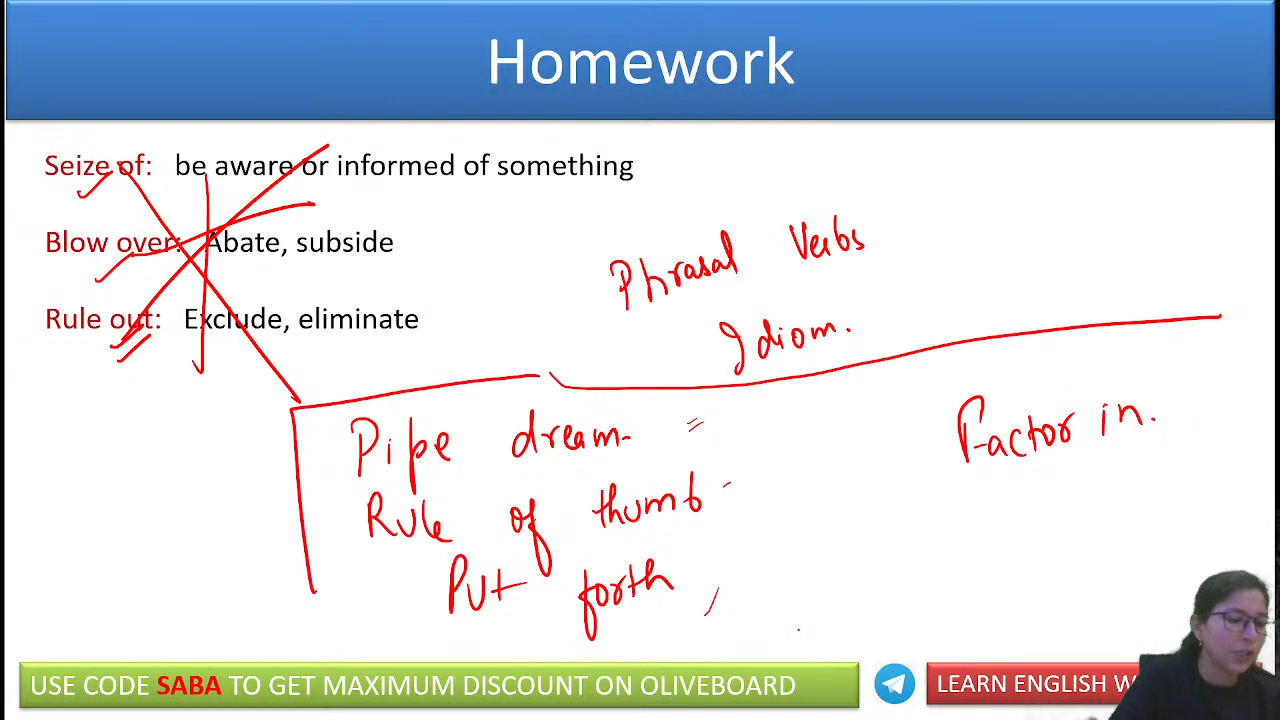 Homework
Seize of: be aware or informed of something
Blow over: Abate, subside
Rule out: Exclude, eliminate
Phrasal Verbs
Idiom.
Pipe dream =
Factor in.
Rule of thumb -
Put forth ,
USE CODE SABA TO GET MAXIMUM DISCOUNT ON OLIVEBOARD
LEARN ENGLISH